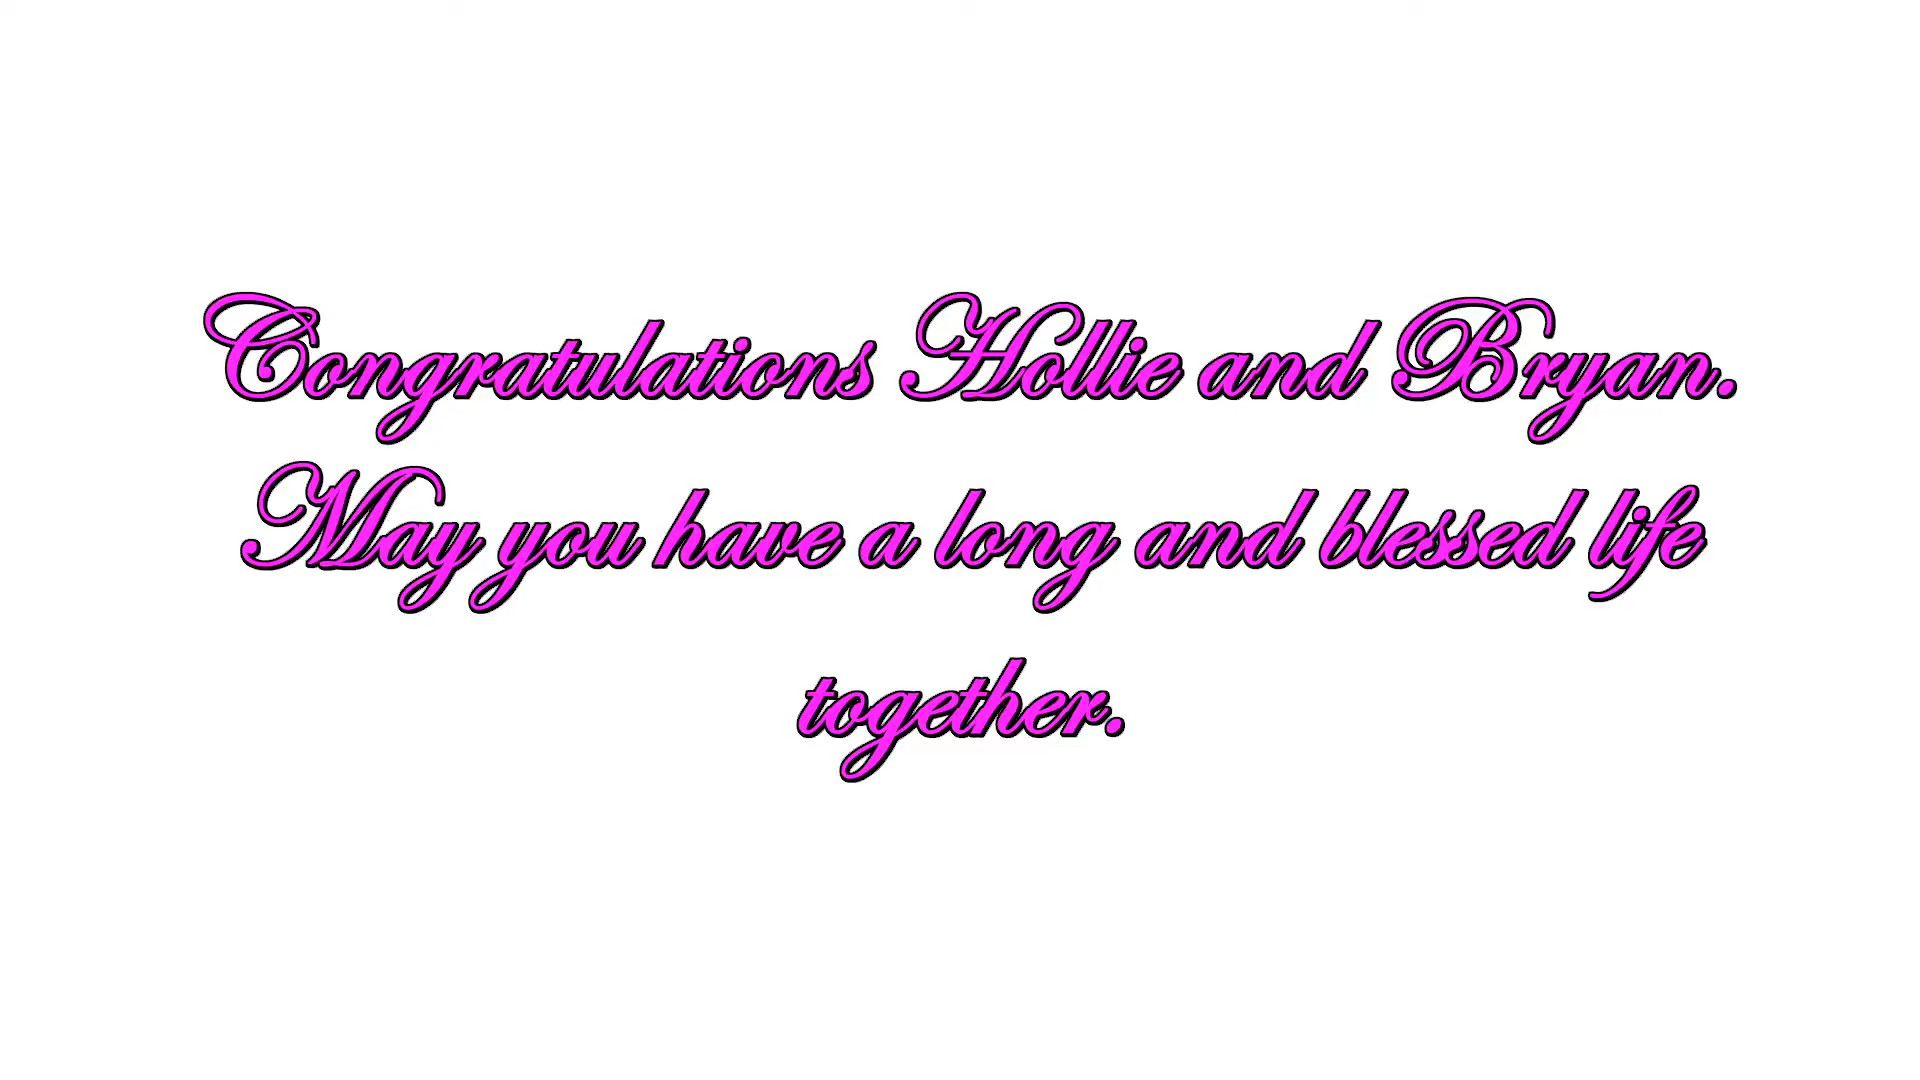 Congratulations Hollie and Bryan.
May you have a long and blessed life
together.